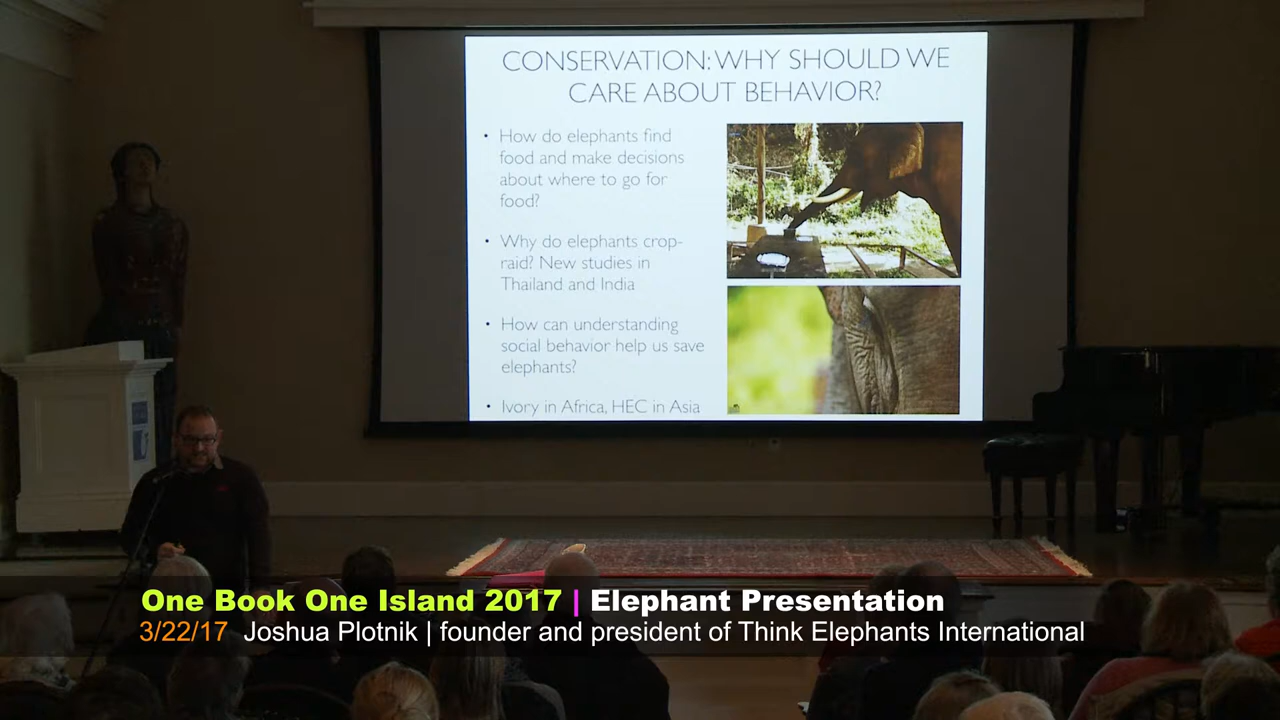 CONSERVATION: WHY SHOULD WE
CARE ABOUT BEHAVIOR?
• How do elephants find
food and make decisions
about where to go for
food?
• Why do elephants crop-
raid? New studies in
Thailand and India
• How can understanding
social behavior help us save
elephants?
• Ivory in Africa, HEC in Asia
One Book One Island 2017 | Elephant Presentation
3/22/17 Joshua Plotnik | founder and president of Think Elephants International